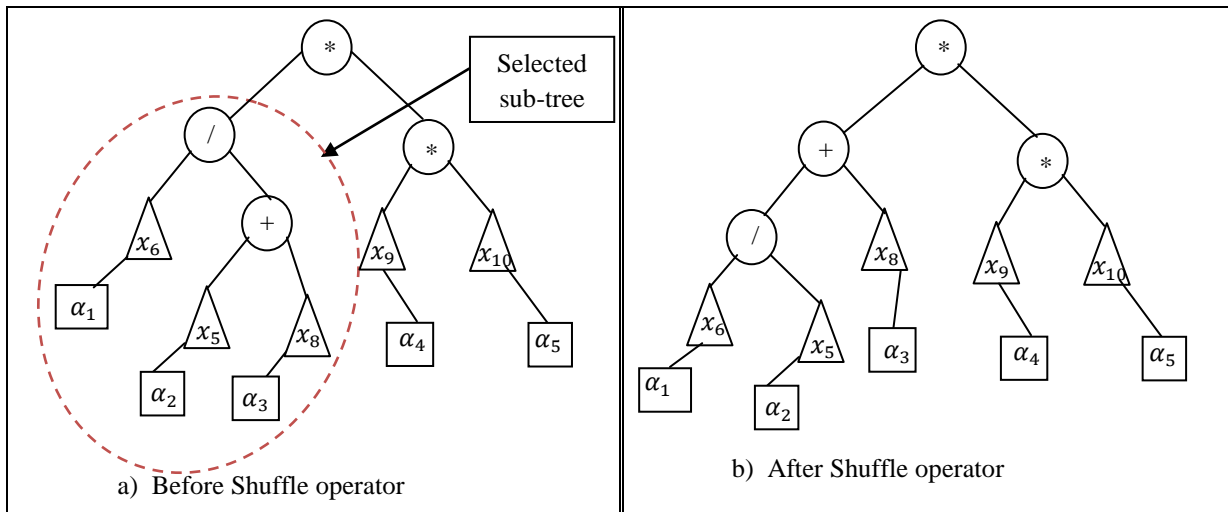 *
Selected
sub-tree
/
*
x₆
+
x₉
x₁₀
α₁
x₅
x₈
α₄
α₅
α₂
α₃
a) Before Shuffle operator
*
+
*
/
x₈
x₉
x₁₀
x₆
x₅
α₃
α₄
α₅
α₁
α₂
b) After Shuffle operator